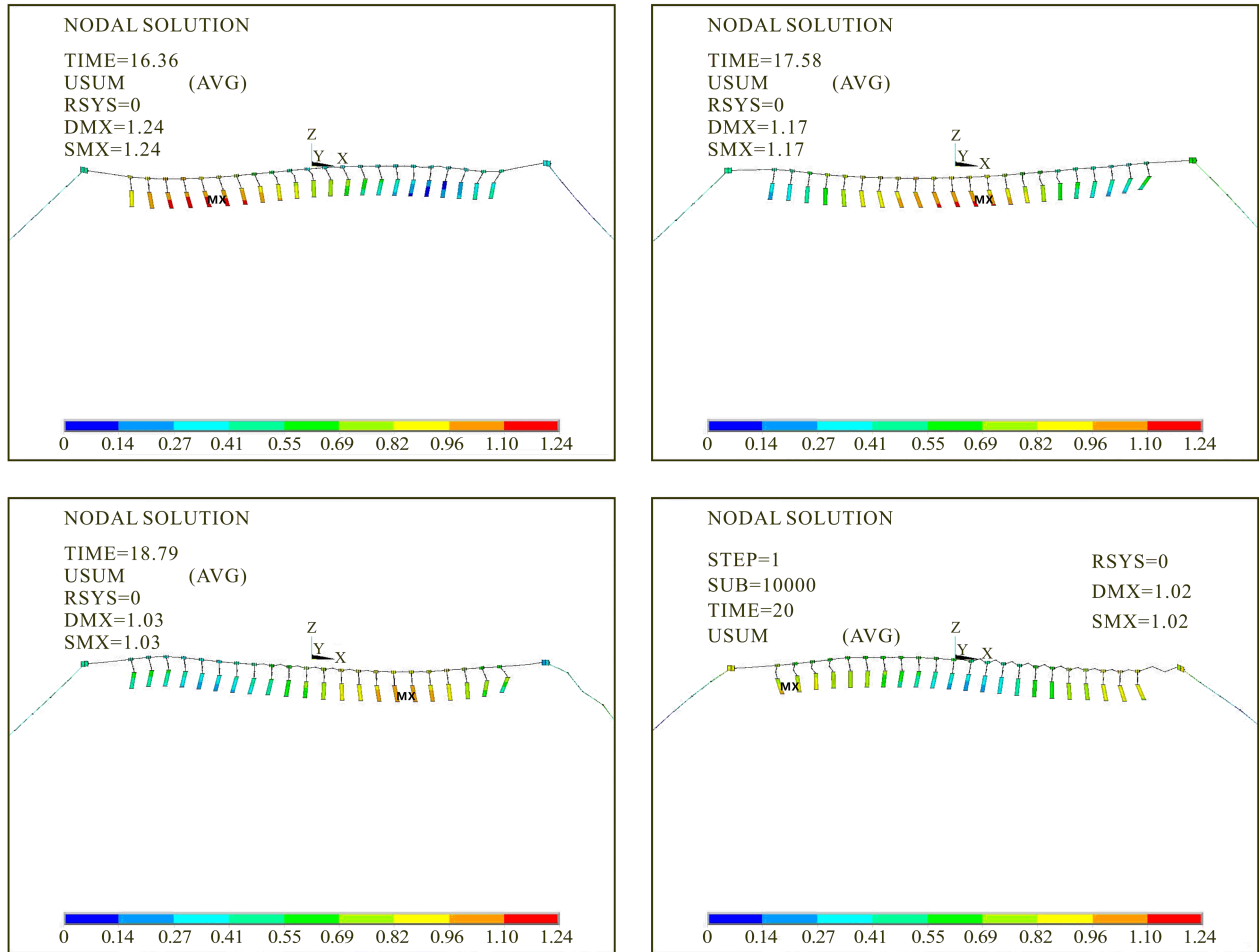 NODAL SOLUTION
TIME=16.36
USUM (AVG)
RSYS=0
DMX=1.24
SMX=1.24
Z
Y X
MX
0 0.14 0.27 0.41 0.55 0.69 0.82 0.96 1.10 1.24
NODAL SOLUTION
TIME=17.58
USUM (AVG)
RSYS=0
DMX=1.17
SMX=1.17
Z
Y X
MX
0 0.14 0.27 0.41 0.55 0.69 0.82 0.96 1.10 1.24
NODAL SOLUTION
TIME=18.79
USUM (AVG)
RSYS=0
DMX=1.03
SMX=1.03
Z
Y X
MX
0 0.14 0.27 0.41 0.55 0.69 0.82 0.96 1.10 1.24
NODAL SOLUTION
STEP=1
SUB=10000
TIME=20
USUM (AVG)
RSYS=0
DMX=1.02
SMX=1.02
Z
Y X
MX
0 0.14 0.27 0.41 0.55 0.69 0.82 0.96 1.10 1.24